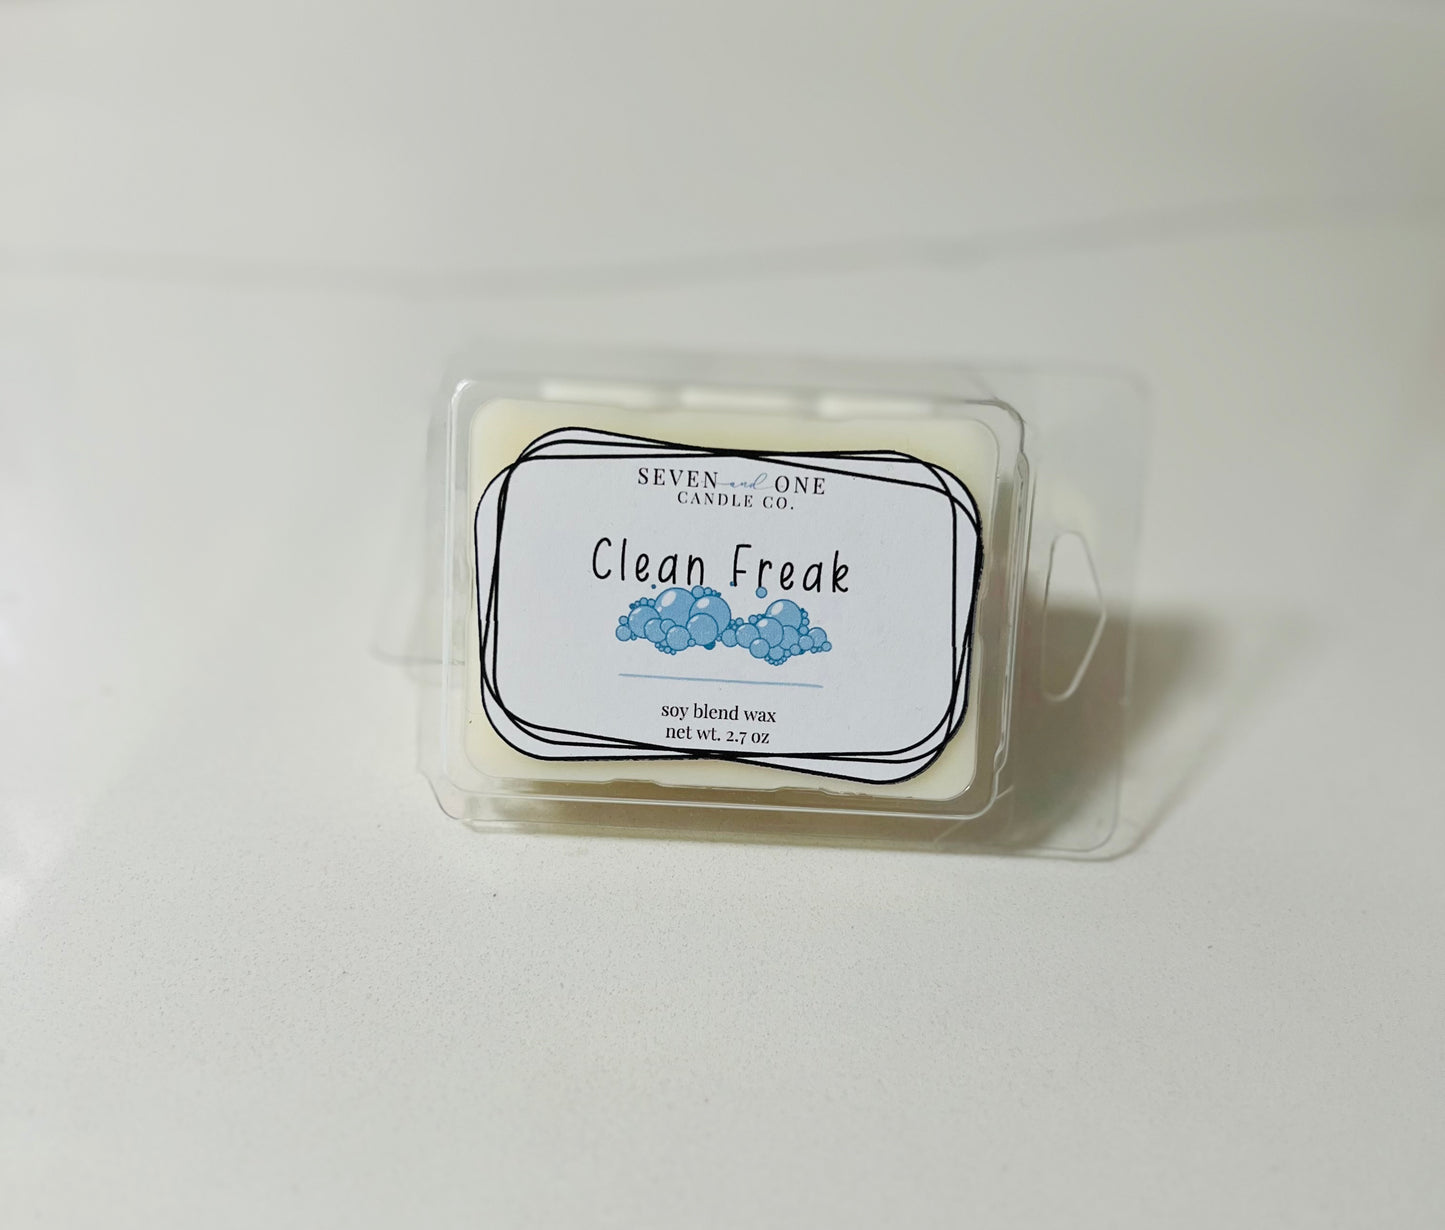 SEVEN and ONE
CANDLE CO.
Clean Freak
soy blend wax
net wt. 2.7 oz